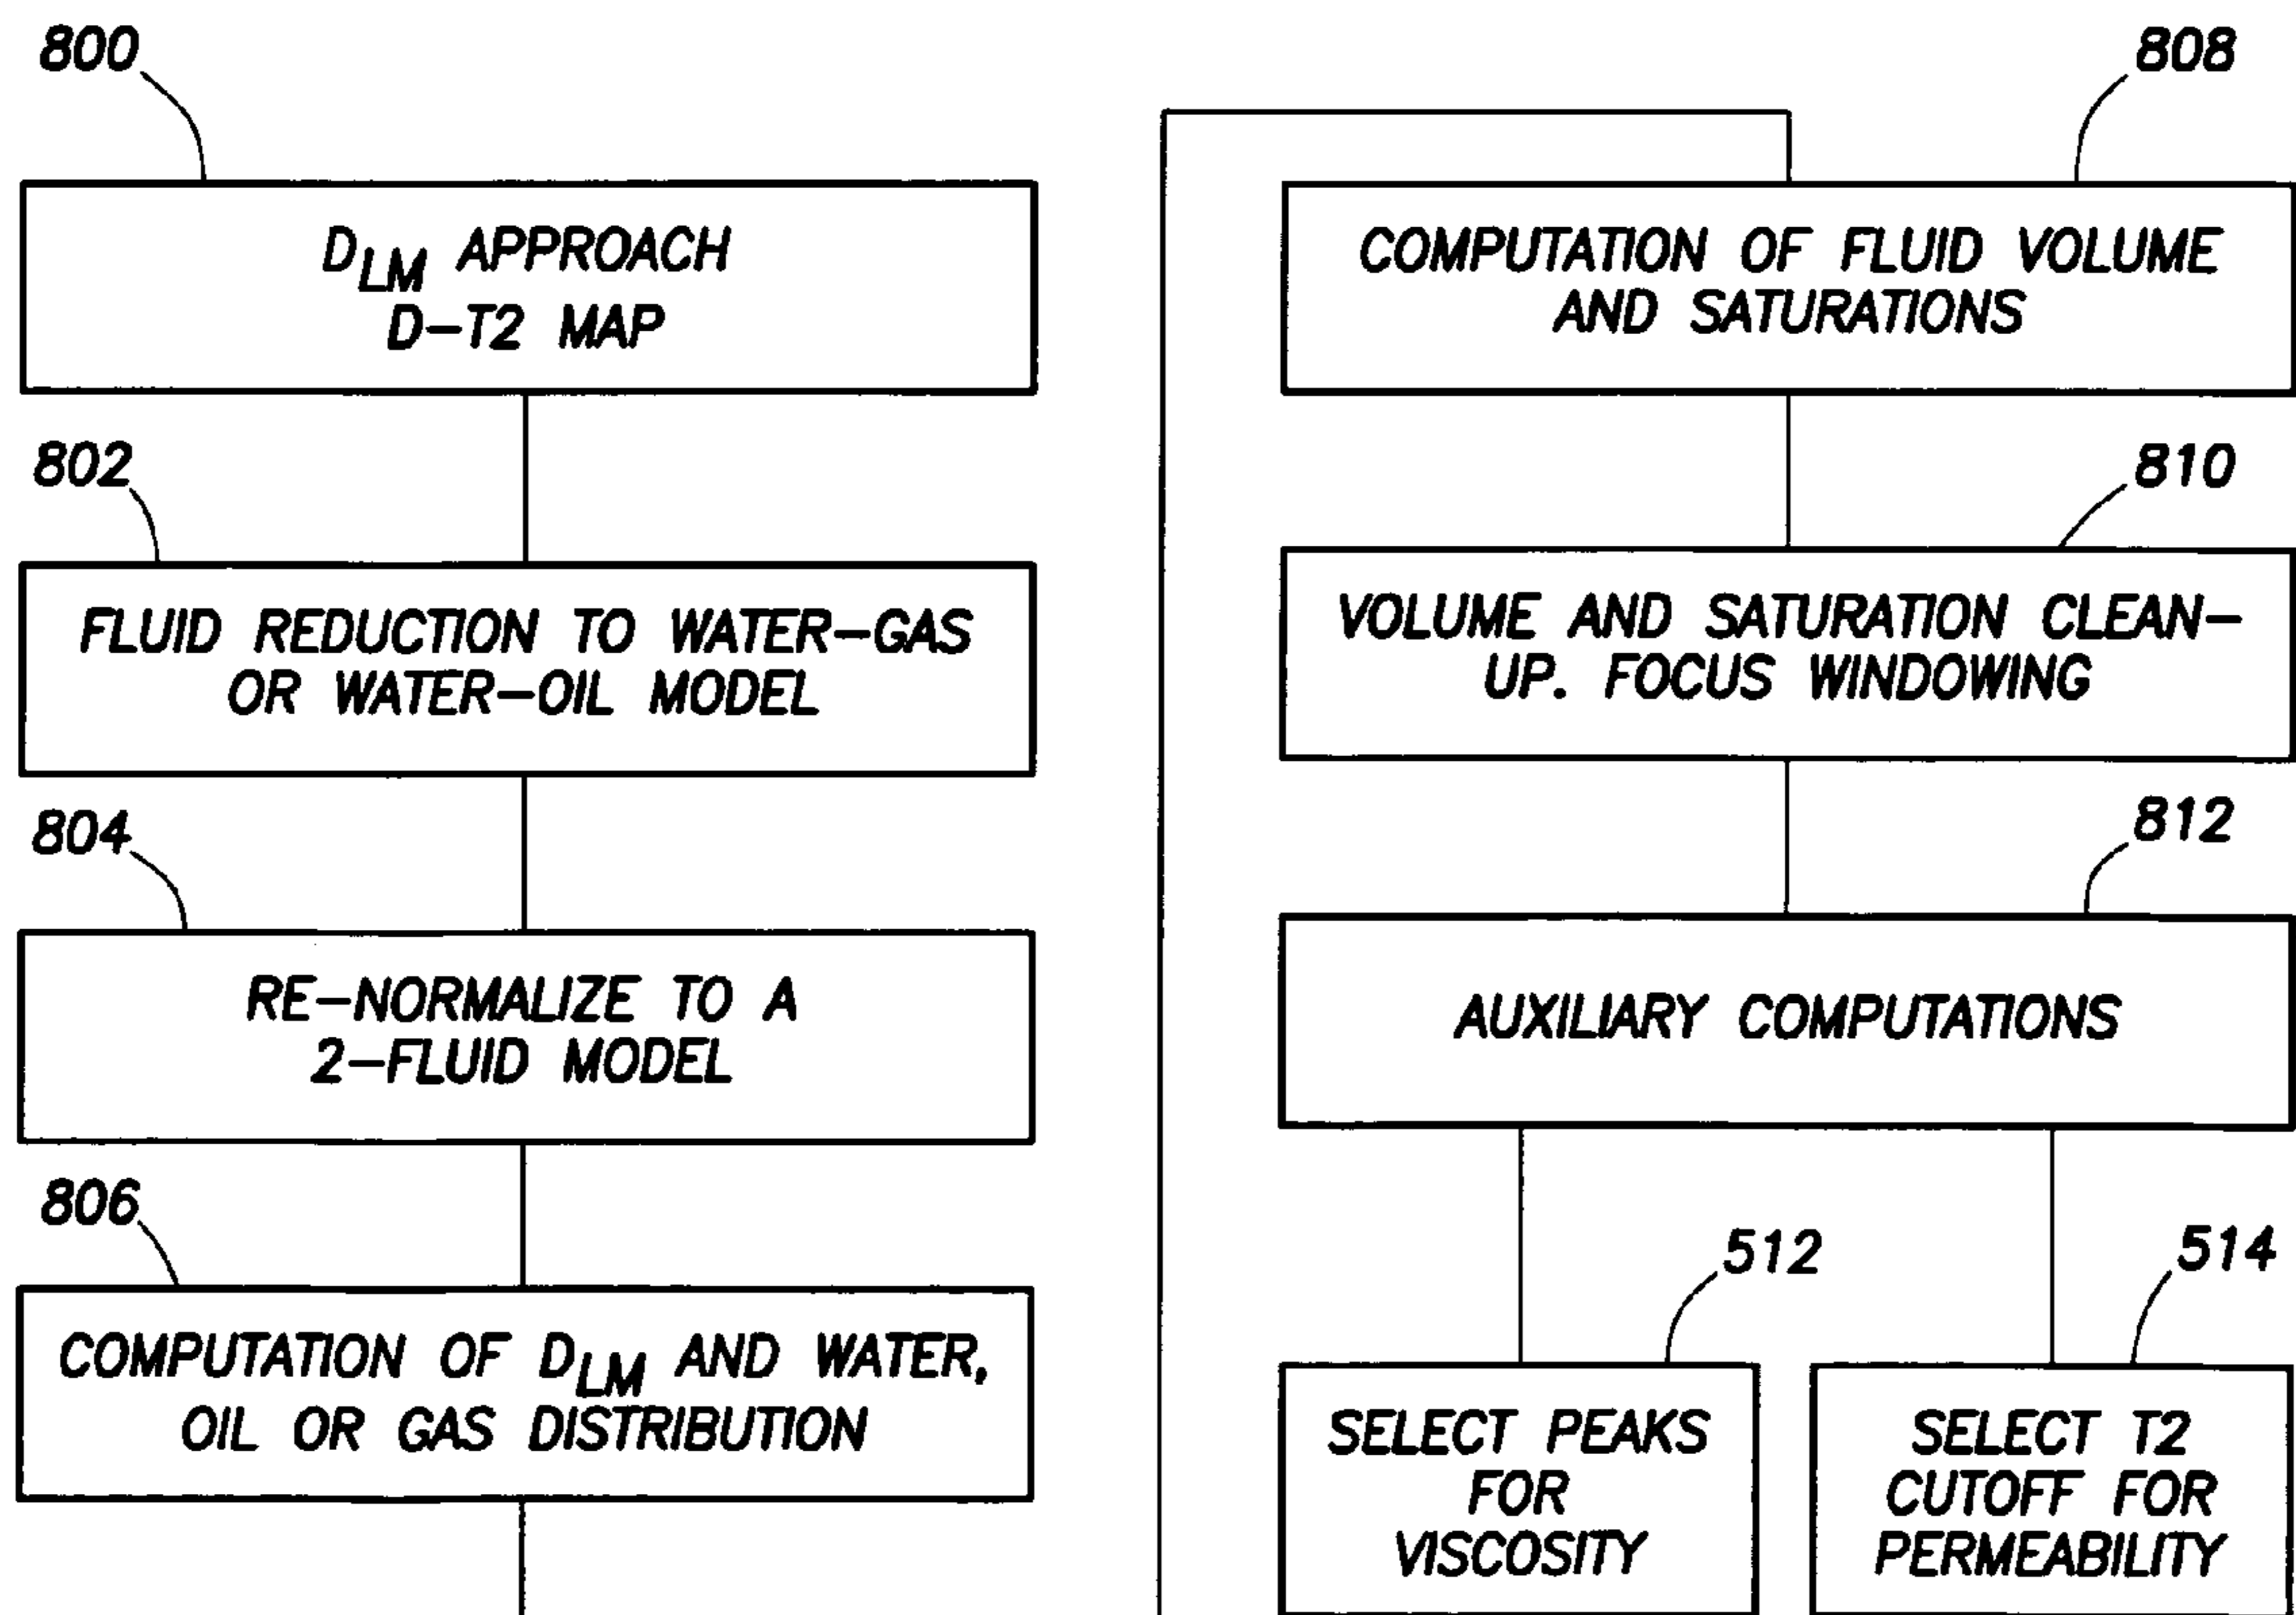 800
D_LM APPROACH
D-T2 MAP
802
FLUID REDUCTION TO WATER-GAS
OR WATER-OIL MODEL
804
RE-NORMALIZE TO A
2-FLUID MODEL
806
COMPUTATION OF D_LM AND WATER,
OIL OR GAS DISTRIBUTION
808
COMPUTATION OF FLUID VOLUME
AND SATURATIONS
810
VOLUME AND SATURATION CLEAN-
UP. FOCUS WINDOWING
812
AUXILIARY COMPUTATIONS
512
SELECT PEAKS
FOR
VISCOSITY
514
SELECT T2
CUTOFF FOR
PERMEABILITY